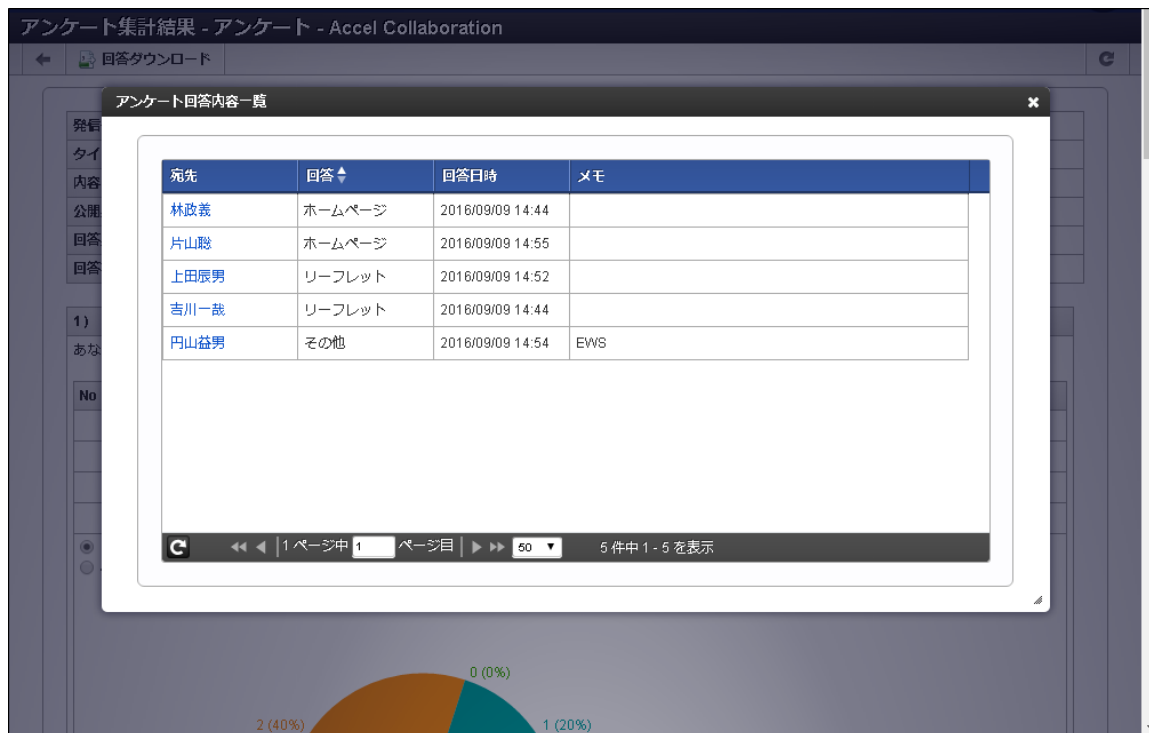 アンケート集計結果 - アンケート - Accel Collaboration
回答ダウンロード
アンケート回答内容一覧
発信
タイ
内容
公開
回答
回答
宛先 回答 回答日時 メモ
林政義 ホームページ 2016/09/09 14:44
片山聡 ホームページ 2016/09/09 14:55
上田辰男 リーフレット 2016/09/09 14:52
吉川一哉 リーフレット 2016/09/09 14:44
円山益男 その他 2016/09/09 14:54 EWS
1)
あな
No
1 ページ中 1 ページ目 50 5 件中 1 - 5 を表示
0 (0%)
2 (40%) 1 (20%)